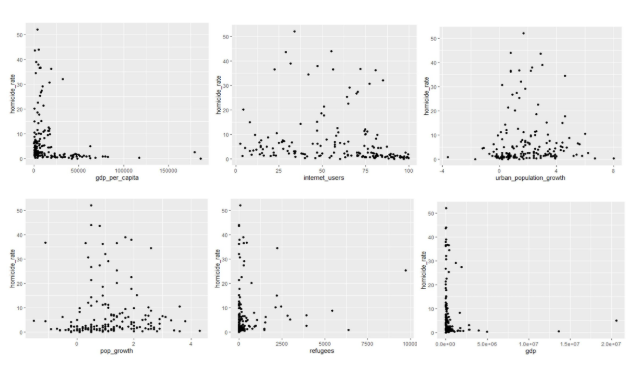 50
40
30
20
10
0
homicide_rate
0 50000 100000 150000
gdp_per_capita
50
40
30
20
10
0
homicide_rate
0 25 50 75 100
internet_users
50
40
30
20
10
0
homicide_rate
-4 0 4 8
urban_population_growth
50
40
30
20
10
0
homicide_rate
0 2 4
pop_growth
50
40
30
20
10
0
homicide_rate
0 2500 5000 7500 10000
refugees
50
40
30
20
10
0
homicide_rate
0.0e+00 5.0e+06 1.0e+07 1.5e+07 2.0e+07
gdp